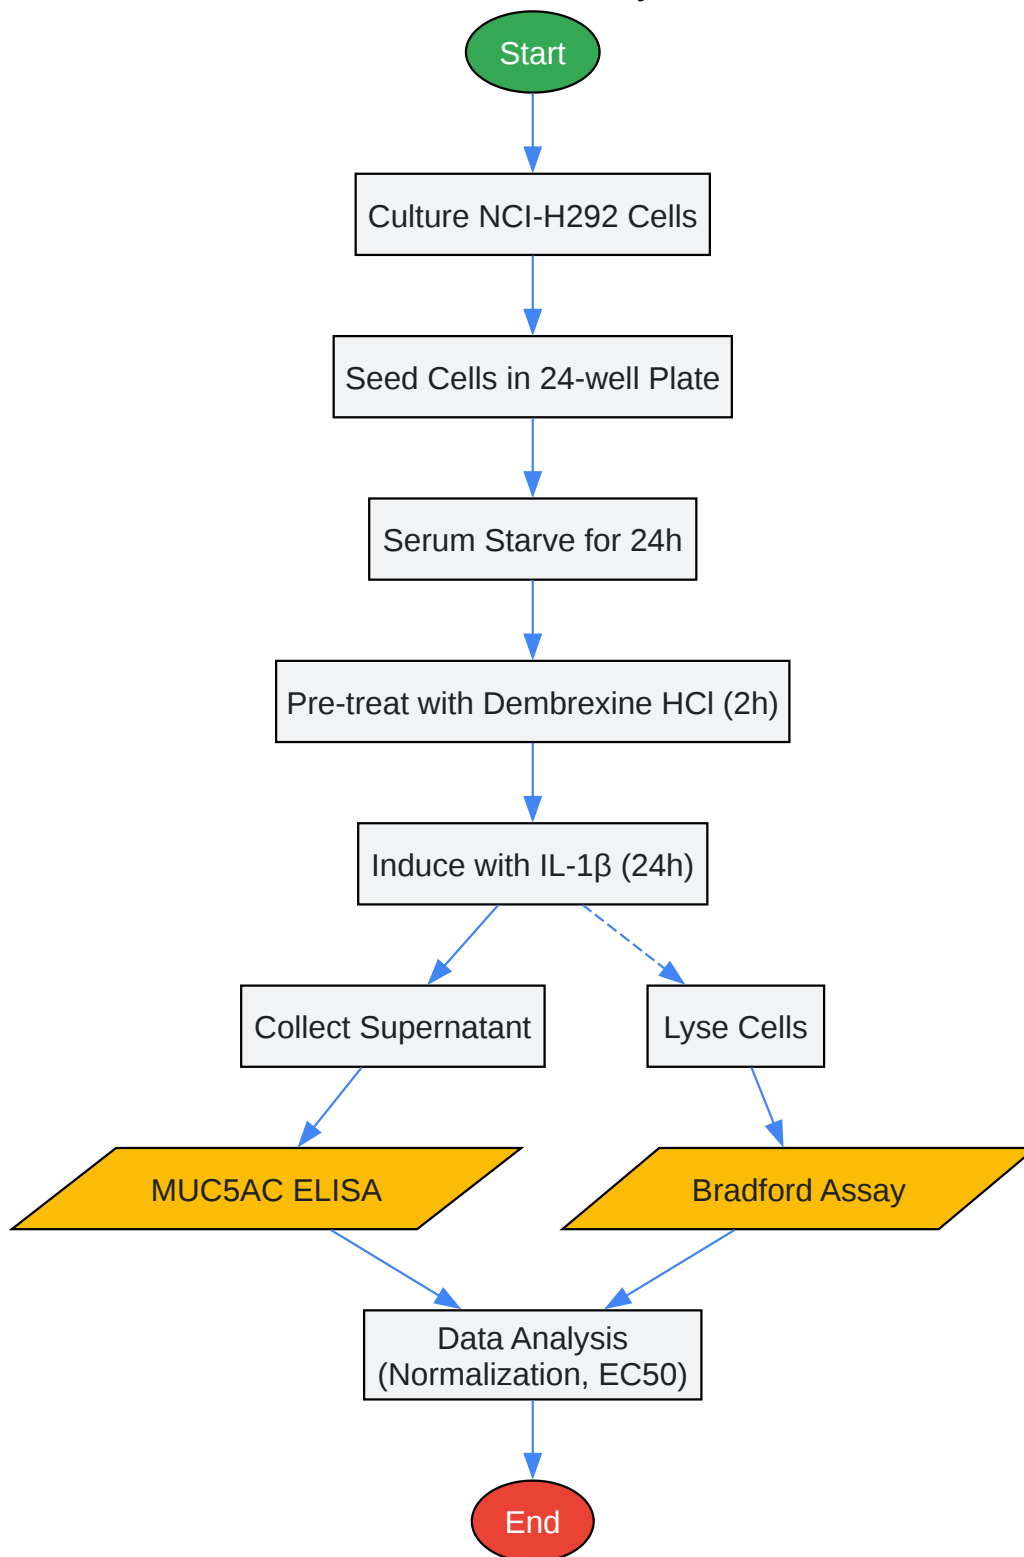 Start
Culture NCI-H292 Cells
Seed Cells in 24-well Plate
Serum Starve for 24h
Pre-treat with Dembrexine HCl (2h)
Induce with IL-1β (24h)
Collect Supernatant
Lyse Cells
MUC5AC ELISA
Bradford Assay
Data Analysis
(Normalization, EC50)
End